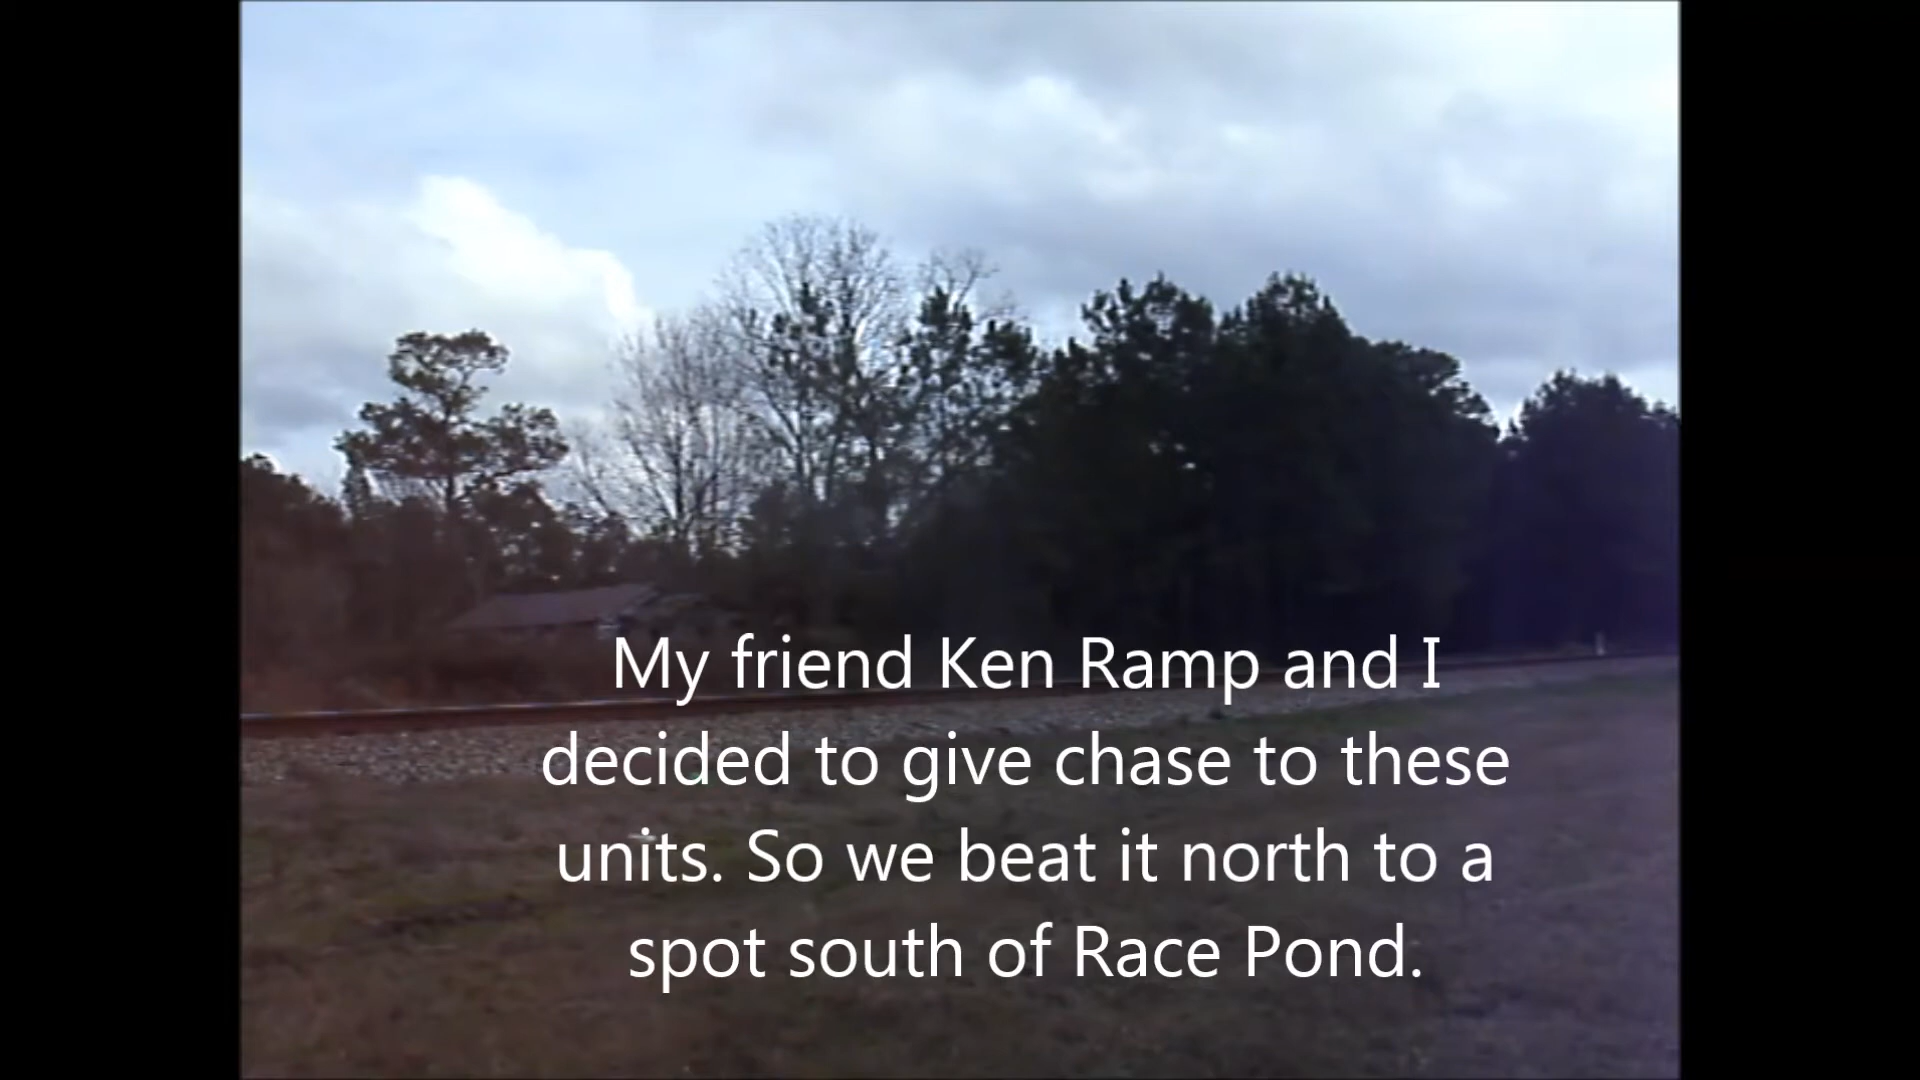 My friend Ken Ramp and I
decided to give chase to these
units. So we beat it north to a
spot south of Race Pond.